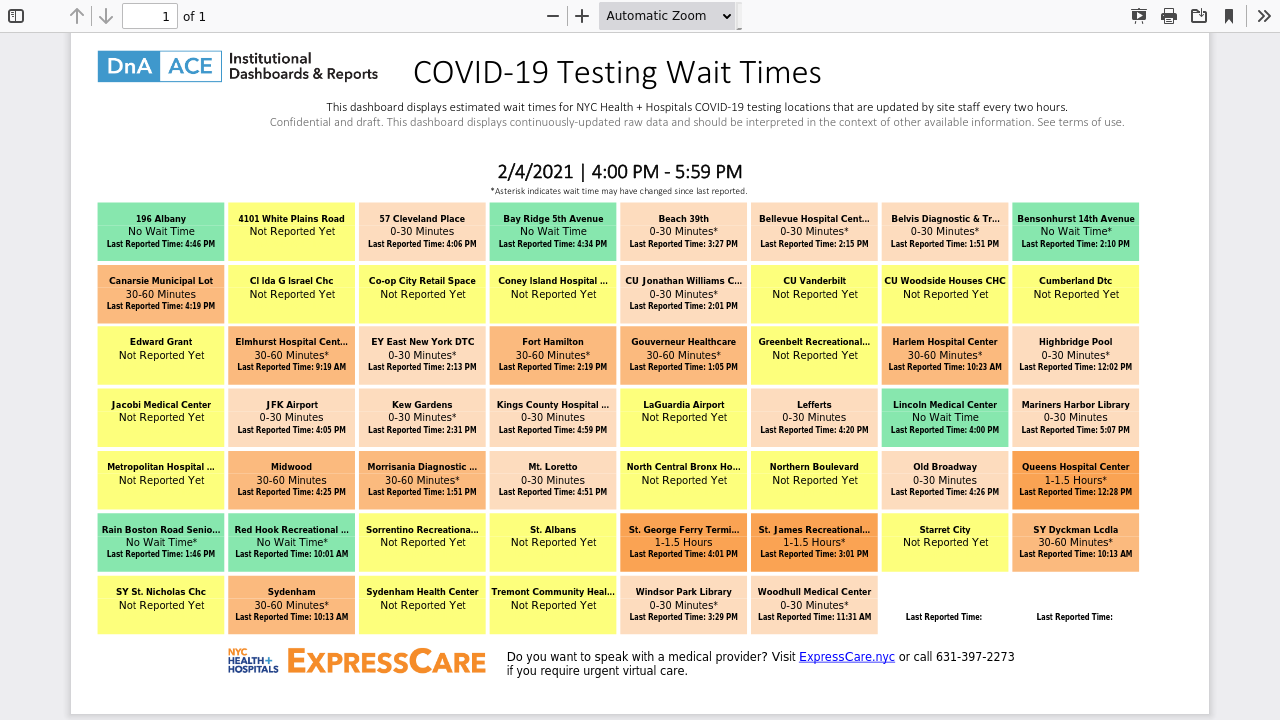 1 of 1 Automatic Zoom
DnA ACE Institutional
Dashboards & Reports
COVID-19 Testing Wait Times
This dashboard displays estimated wait times for NYC Health + Hospitals COVID-19 testing locations that are updated by site staff every two hours.
Confidential and draft. This dashboard displays continuously-updated raw data and should be interpreted in the context of other available information. See terms of use.
2/4/2021 | 4:00 PM - 5:59 PM
*Asterisk indicates wait time may have changed since last reported.
196 Albany
No Wait Time
Last Reported Time: 4:46 PM
4101 White Plains Road
Not Reported Yet
57 Cleveland Place
0-30 Minutes
Last Reported Time: 4:06 PM
Bay Ridge 5th Avenue
No Wait Time
Last Reported Time: 4:34 PM
Beach 39th
0-30 Minutes*
Last Reported Time: 3:27 PM
Bellevue Hospital Cent...
0-30 Minutes*
Last Reported Time: 2:15 PM
Belvis Diagnostic & Tr...
0-30 Minutes*
Last Reported Time: 1:51 PM
Bensonhurst 14th Avenue
No Wait Time*
Last Reported Time: 2:10 PM
Canarsie Municipal Lot
30-60 Minutes
Last Reported Time: 4:19 PM
CI Ida G Israel Chc
Not Reported Yet
Co-op City Retail Space
Not Reported Yet
Coney Island Hospital ...
Not Reported Yet
CU Jonathan Williams C...
0-30 Minutes*
Last Reported Time: 2:01 PM
CU Vanderbilt
Not Reported Yet
CU Woodside Houses CHC
Not Reported Yet
Cumberland Dtc
Not Reported Yet
Edward Grant
Not Reported Yet
Elmhurst Hospital Cent...
30-60 Minutes*
Last Reported Time: 9:19 AM
EY East New York DTC
0-30 Minutes*
Last Reported Time: 2:13 PM
Fort Hamilton
30-60 Minutes*
Last Reported Time: 2:19 PM
Gouverneur Healthcare
30-60 Minutes*
Last Reported Time: 1:05 PM
Greenbelt Recreational...
Not Reported Yet
Harlem Hospital Center
30-60 Minutes*
Last Reported Time: 10:23 AM
Highbridge Pool
0-30 Minutes*
Last Reported Time: 12:02 PM
Jacobi Medical Center
Not Reported Yet
JFK Airport
0-30 Minutes
Last Reported Time: 4:05 PM
Kew Gardens
0-30 Minutes*
Last Reported Time: 2:31 PM
Kings County Hospital ...
0-30 Minutes
Last Reported Time: 4:59 PM
LaGuardia Airport
Not Reported Yet
Lefferts
0-30 Minutes
Last Reported Time: 4:20 PM
Lincoln Medical Center
No Wait Time
Last Reported Time: 4:00 PM
Mariners Harbor Library
0-30 Minutes
Last Reported Time: 5:07 PM
Metropolitan Hospital ...
Not Reported Yet
Midwood
30-60 Minutes
Last Reported Time: 4:25 PM
Morrisania Diagnostic ...
30-60 Minutes*
Last Reported Time: 1:51 PM
Mt. Loretto
0-30 Minutes
Last Reported Time: 4:51 PM
North Central Bronx Ho...
Not Reported Yet
Northern Boulevard
Not Reported Yet
Old Broadway
0-30 Minutes
Last Reported Time: 4:26 PM
Queens Hospital Center
1-1.5 Hours*
Last Reported Time: 12:28 PM
Rain Boston Road Senio...
No Wait Time*
Last Reported Time: 1:46 PM
Red Hook Recreational ...
No Wait Time*
Last Reported Time: 10:01 AM
Sorrentino Recreationa...
Not Reported Yet
St. Albans
Not Reported Yet
St. George Ferry Termi...
1-1.5 Hours
Last Reported Time: 4:01 PM
St. James Recreational...
1-1.5 Hours*
Last Reported Time: 3:01 PM
Starret City
Not Reported Yet
SY Dyckman Lcdla
30-60 Minutes*
Last Reported Time: 10:13 AM
SY St. Nicholas Chc
Not Reported Yet
Sydenham
30-60 Minutes*
Last Reported Time: 10:13 AM
Sydenham Health Center
Not Reported Yet
Tremont Community Heal...
Not Reported Yet
Windsor Park Library
0-30 Minutes*
Last Reported Time: 3:29 PM
Woodhull Medical Center
0-30 Minutes*
Last Reported Time: 11:31 AM
Last Reported Time:
Last Reported Time:
NYC
HEALTH+
HOSPITALS
EXPRESSCARE
Do you want to speak with a medical provider? Visit ExpressCare.nyc or call 631-397-2273
if you require urgent virtual care.